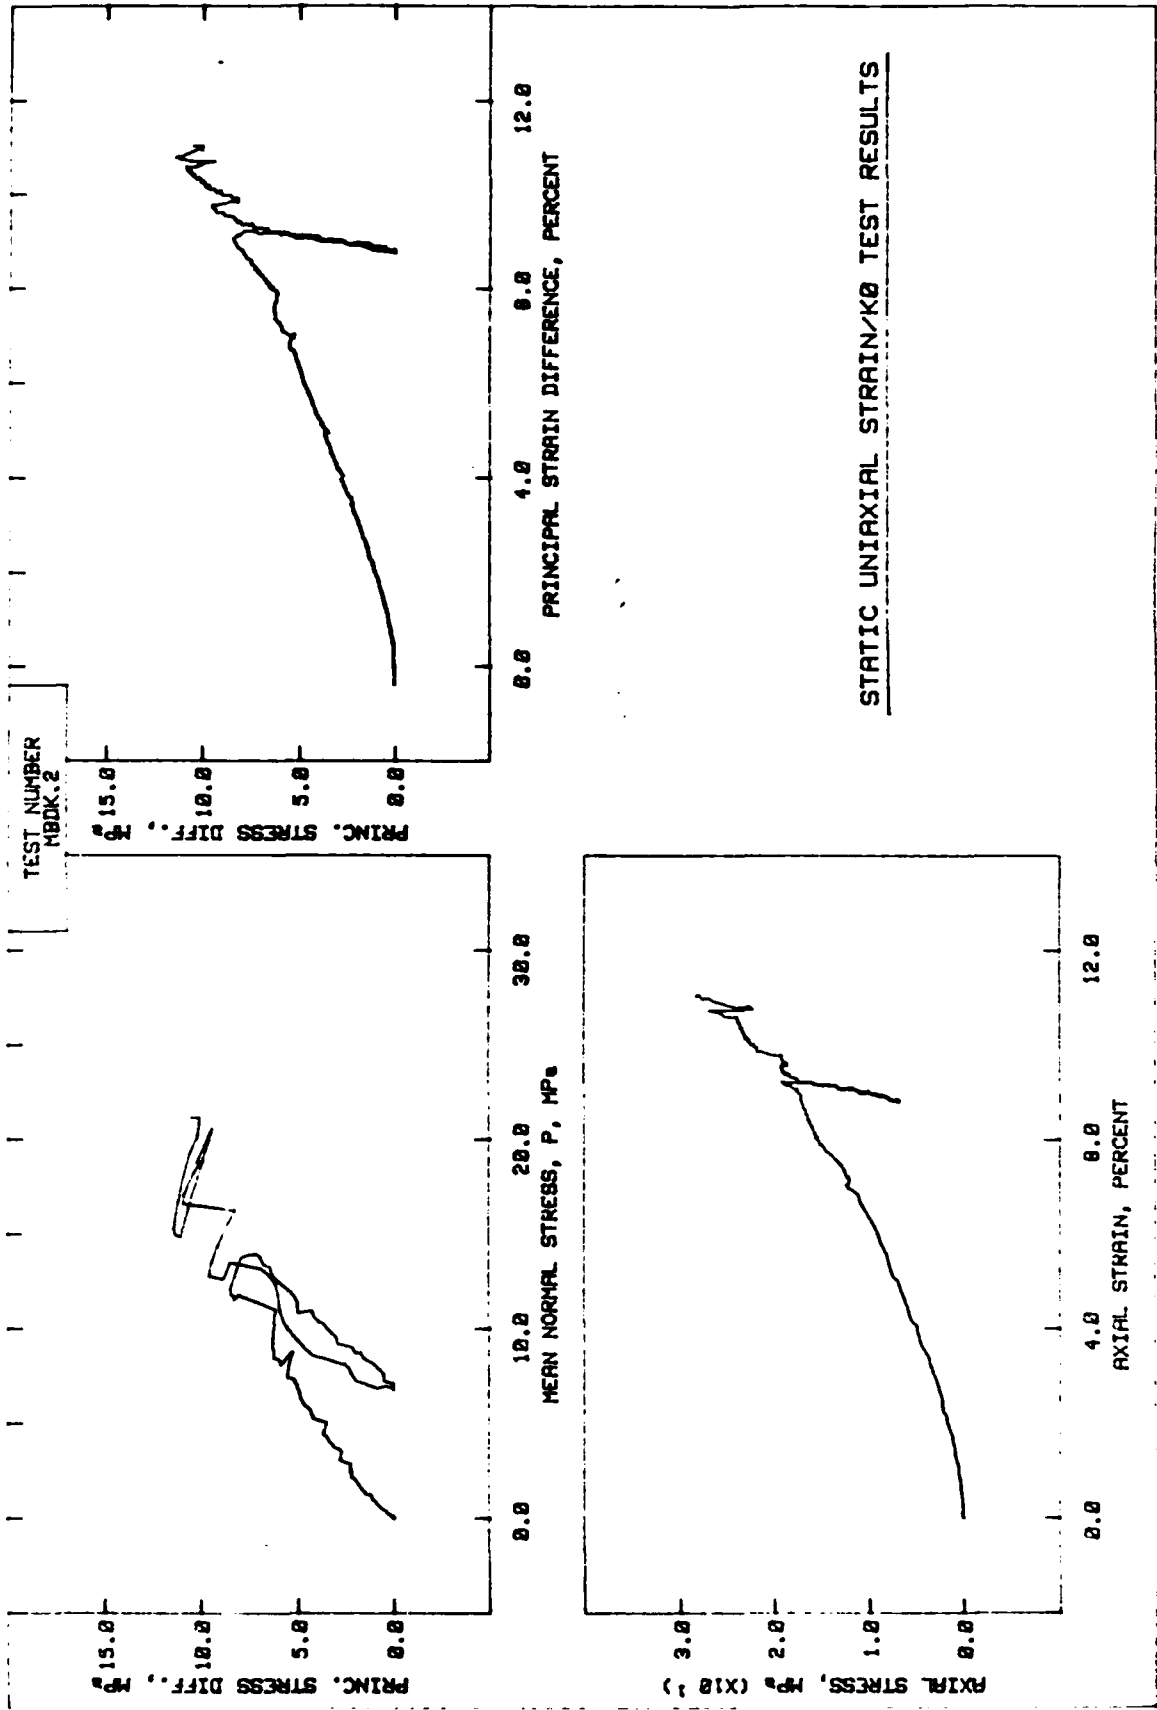 TEST NUMBER
MBDK.2
PRINC. STRESS DIFF., MPa
15.0
10.0
5.0
0.0
0.0
10.0
20.0
30.0
MEAN NORMAL STRESS, P, MPa
PRINC. STRESS DIFF., MPa
15.0
10.0
5.0
0.0
0.0
4.0
8.0
12.0
PRINCIPAL STRAIN DIFFERENCE, PERCENT
AXIAL STRESS, MPa (X10¹)
3.0
2.0
1.0
0.0
0.0
4.0
8.0
12.0
AXIAL STRAIN, PERCENT
STATIC UNIAXIAL STRAIN/K0 TEST RESULTS